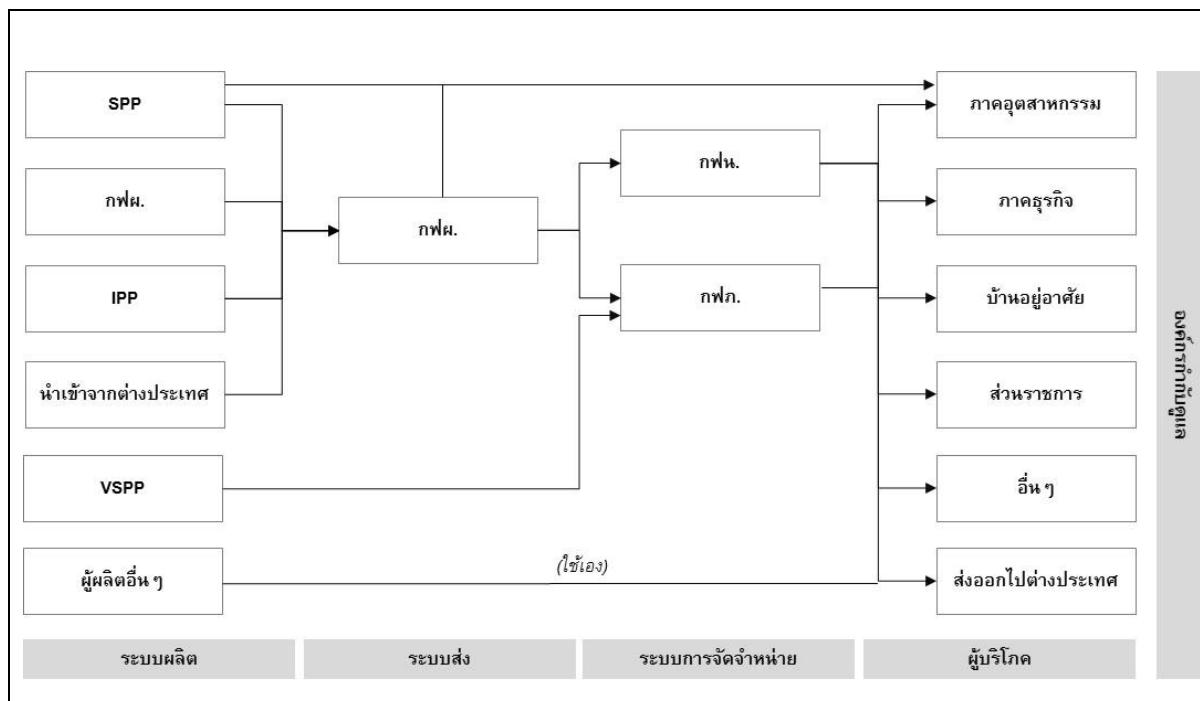 SPP
กฟผ.
IPP
นำเข้าจากต่างประเทศ
VSPP
ผู้ผลิตอื่น ๆ
กฟผ.
กฟน.
กฟภ.
(ใช้เอง)
ภาคอุตสาหกรรม
ภาคธุรกิจ
บ้านอยู่อาศัย
ส่วนราชการ
อื่น ๆ
ส่งออกไปต่างประเทศ
องค์กรกำกับดูแล
ระบบผลิต
ระบบส่ง
ระบบการจัดจำหน่าย
ผู้บริโภค